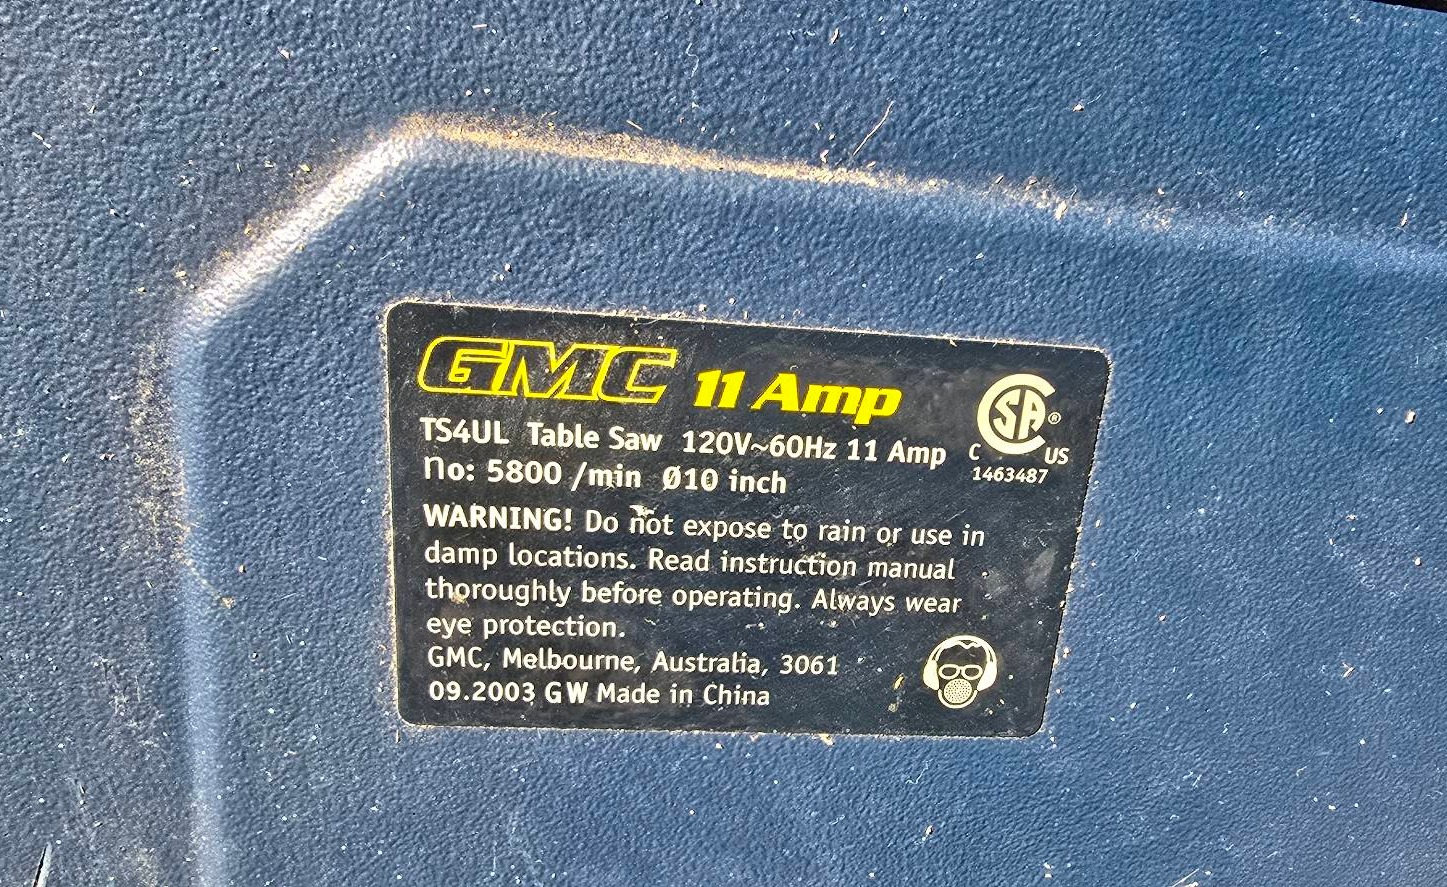 GMC 11 Amp
TS4UL Table Saw 120V~60Hz 11 Amp
no: 5800 /min Ø10 inch
CSA®
C US
1463487
WARNING! Do not expose to rain or use in
damp locations. Read instruction manual
thoroughly before operating. Always wear
eye protection.
GMC, Melbourne, Australia, 3061
09.2003 GW Made in China